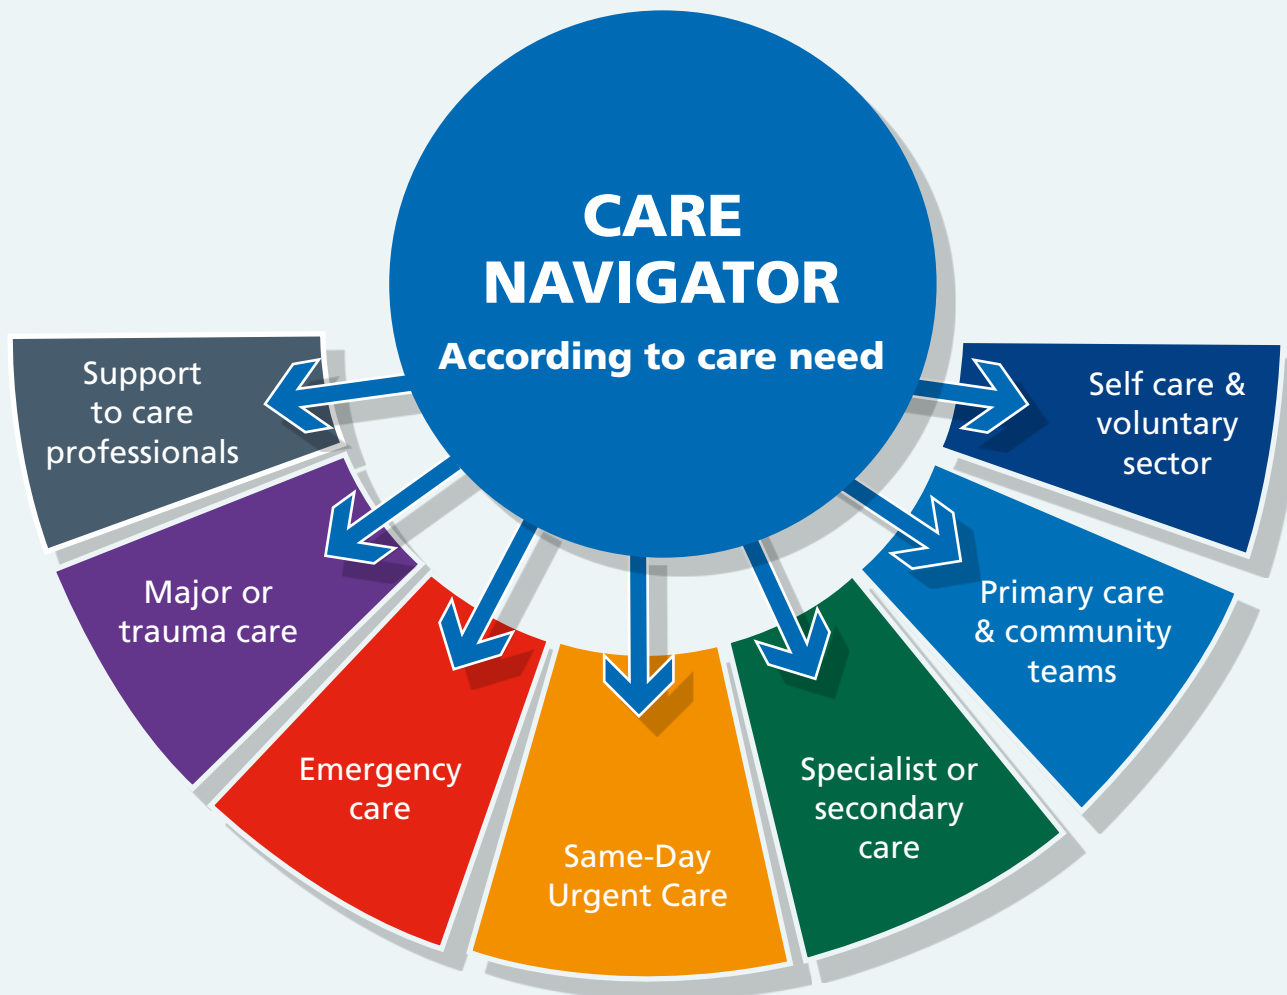 CARE
NAVIGATOR
According to care need
Support
to care
professionals
Major or
trauma care
Emergency
care
Same-Day
Urgent Care
Specialist or
secondary
care
Primary care
& community
teams
Self care &
voluntary
sector